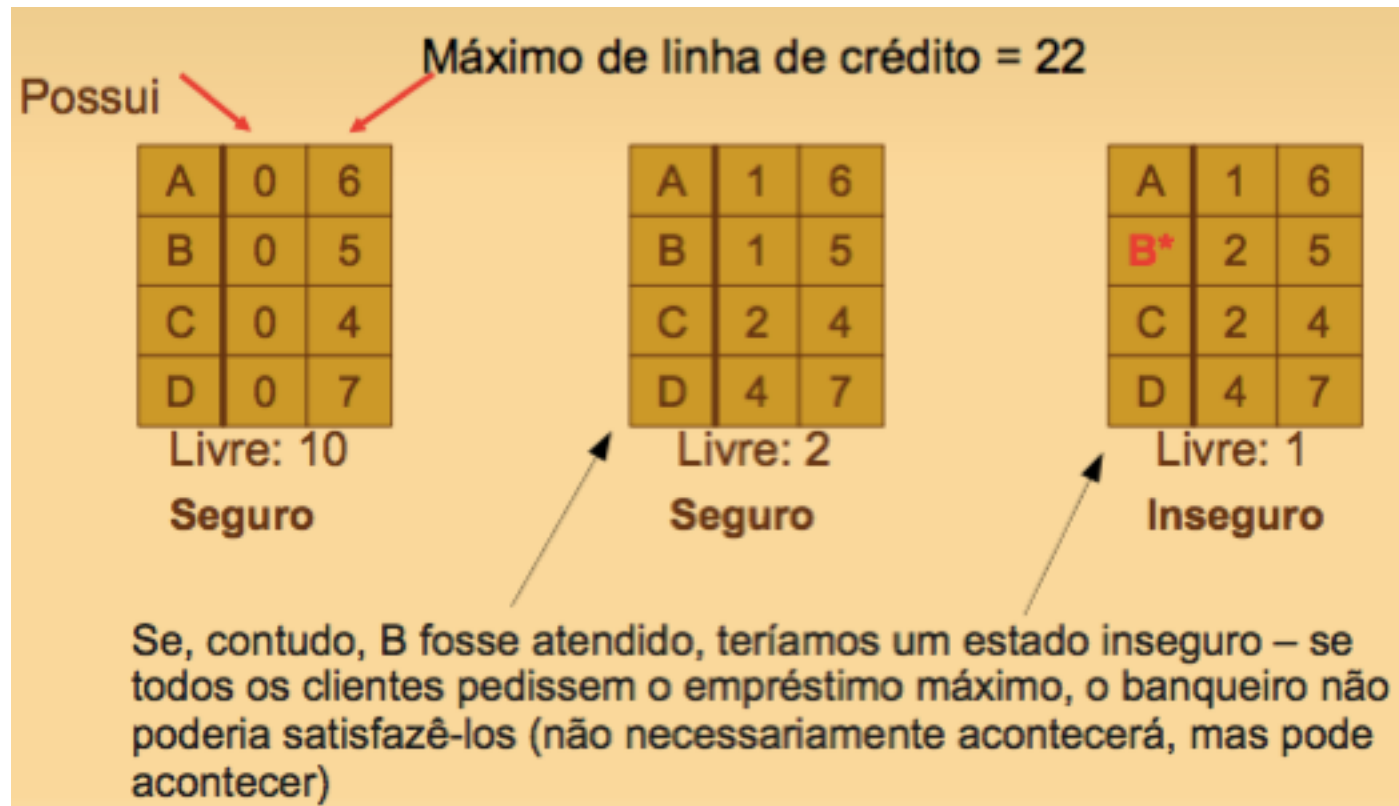 Máximo de linha de crédito = 22
Possui
A 0 6
B 0 5
C 0 4
D 0 7
Livre: 10
Seguro
A 1 6
B 1 5
C 2 4
D 4 7
Livre: 2
Seguro
A 1 6
B* 2 5
C 2 4
D 4 7
Livre: 1
Inseguro
Se, contudo, B fosse atendido, teríamos um estado inseguro – se
todos os clientes pedissem o empréstimo máximo, o banqueiro não
poderia satisfazê-los (não necessariamente acontecerá, mas pode
acontecer)